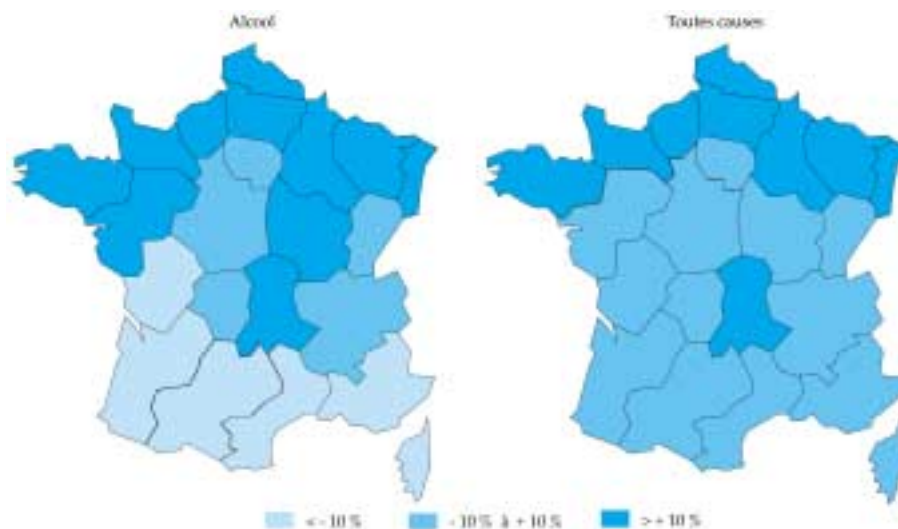 Alcool
Toutes causes
< - 10 %
- 10 % à + 10 %
> + 10 %